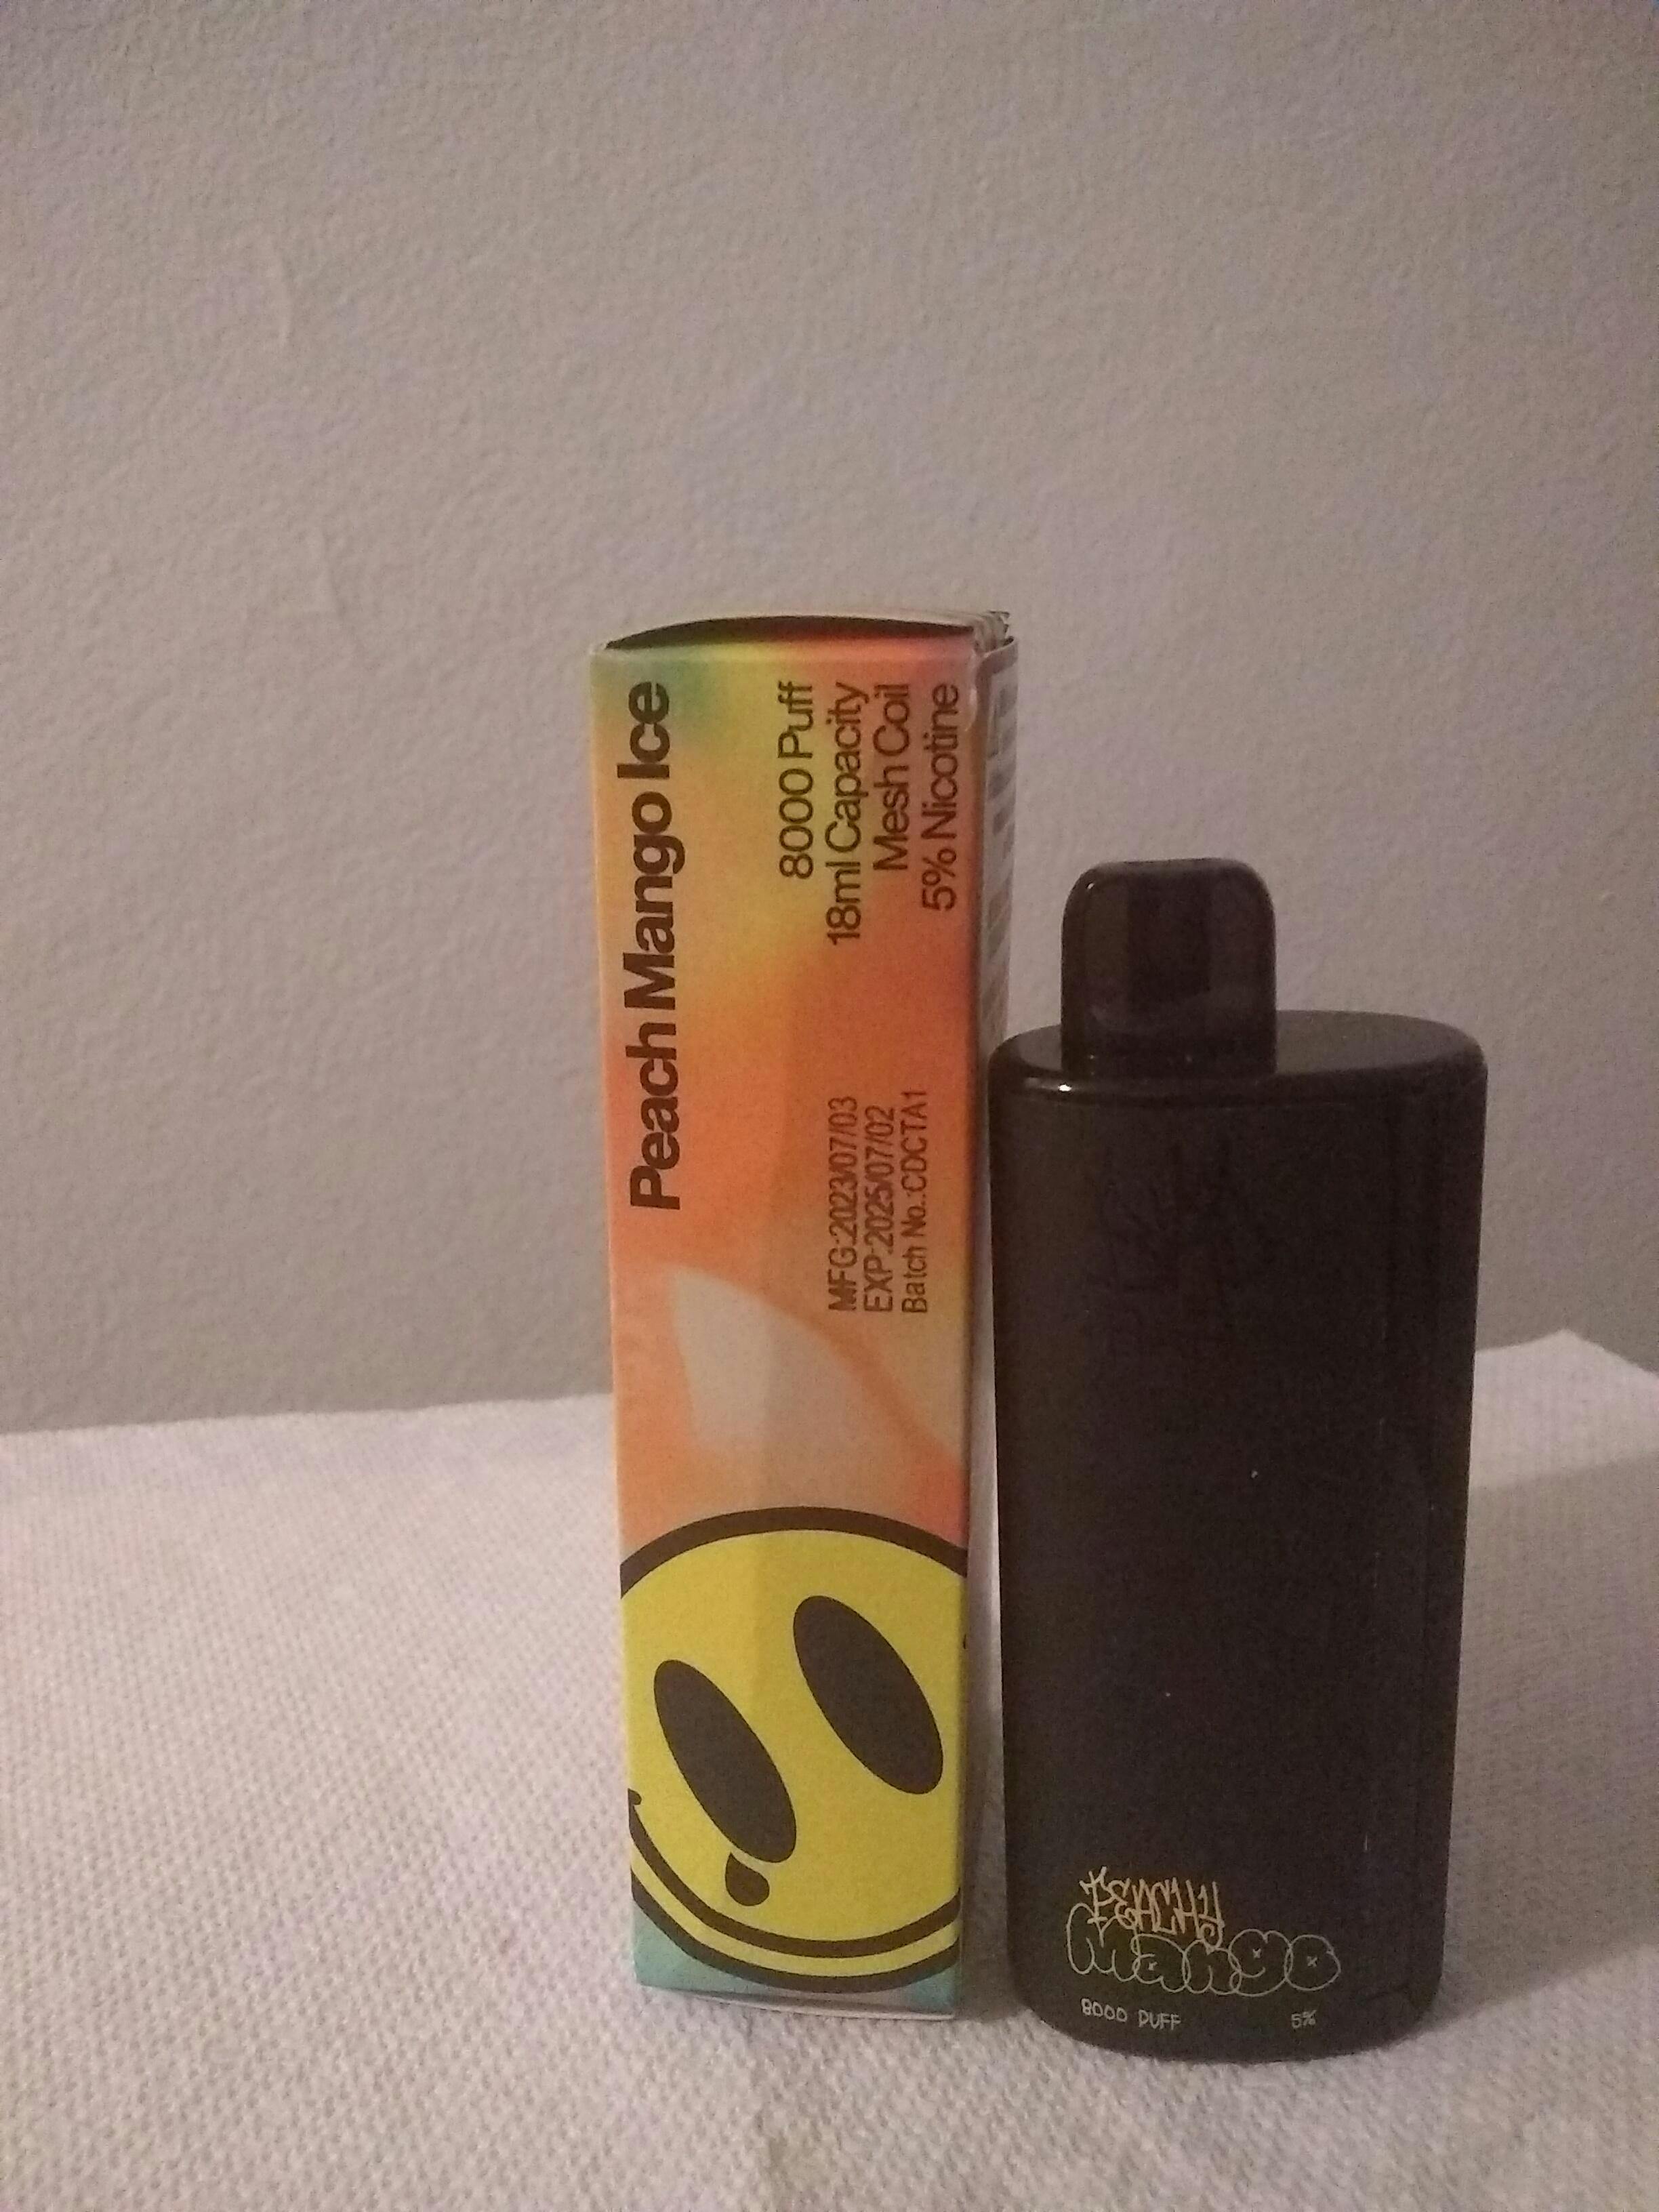 Peach Mango Ice
8000 Puff
18ml Capacity
Mesh Coil
5% Nicotine
MFG:2023/07/03
EXP:2025/07/02
Batch No.:CDCTA1
PEACHY
Mango
8000 PUFF
5%